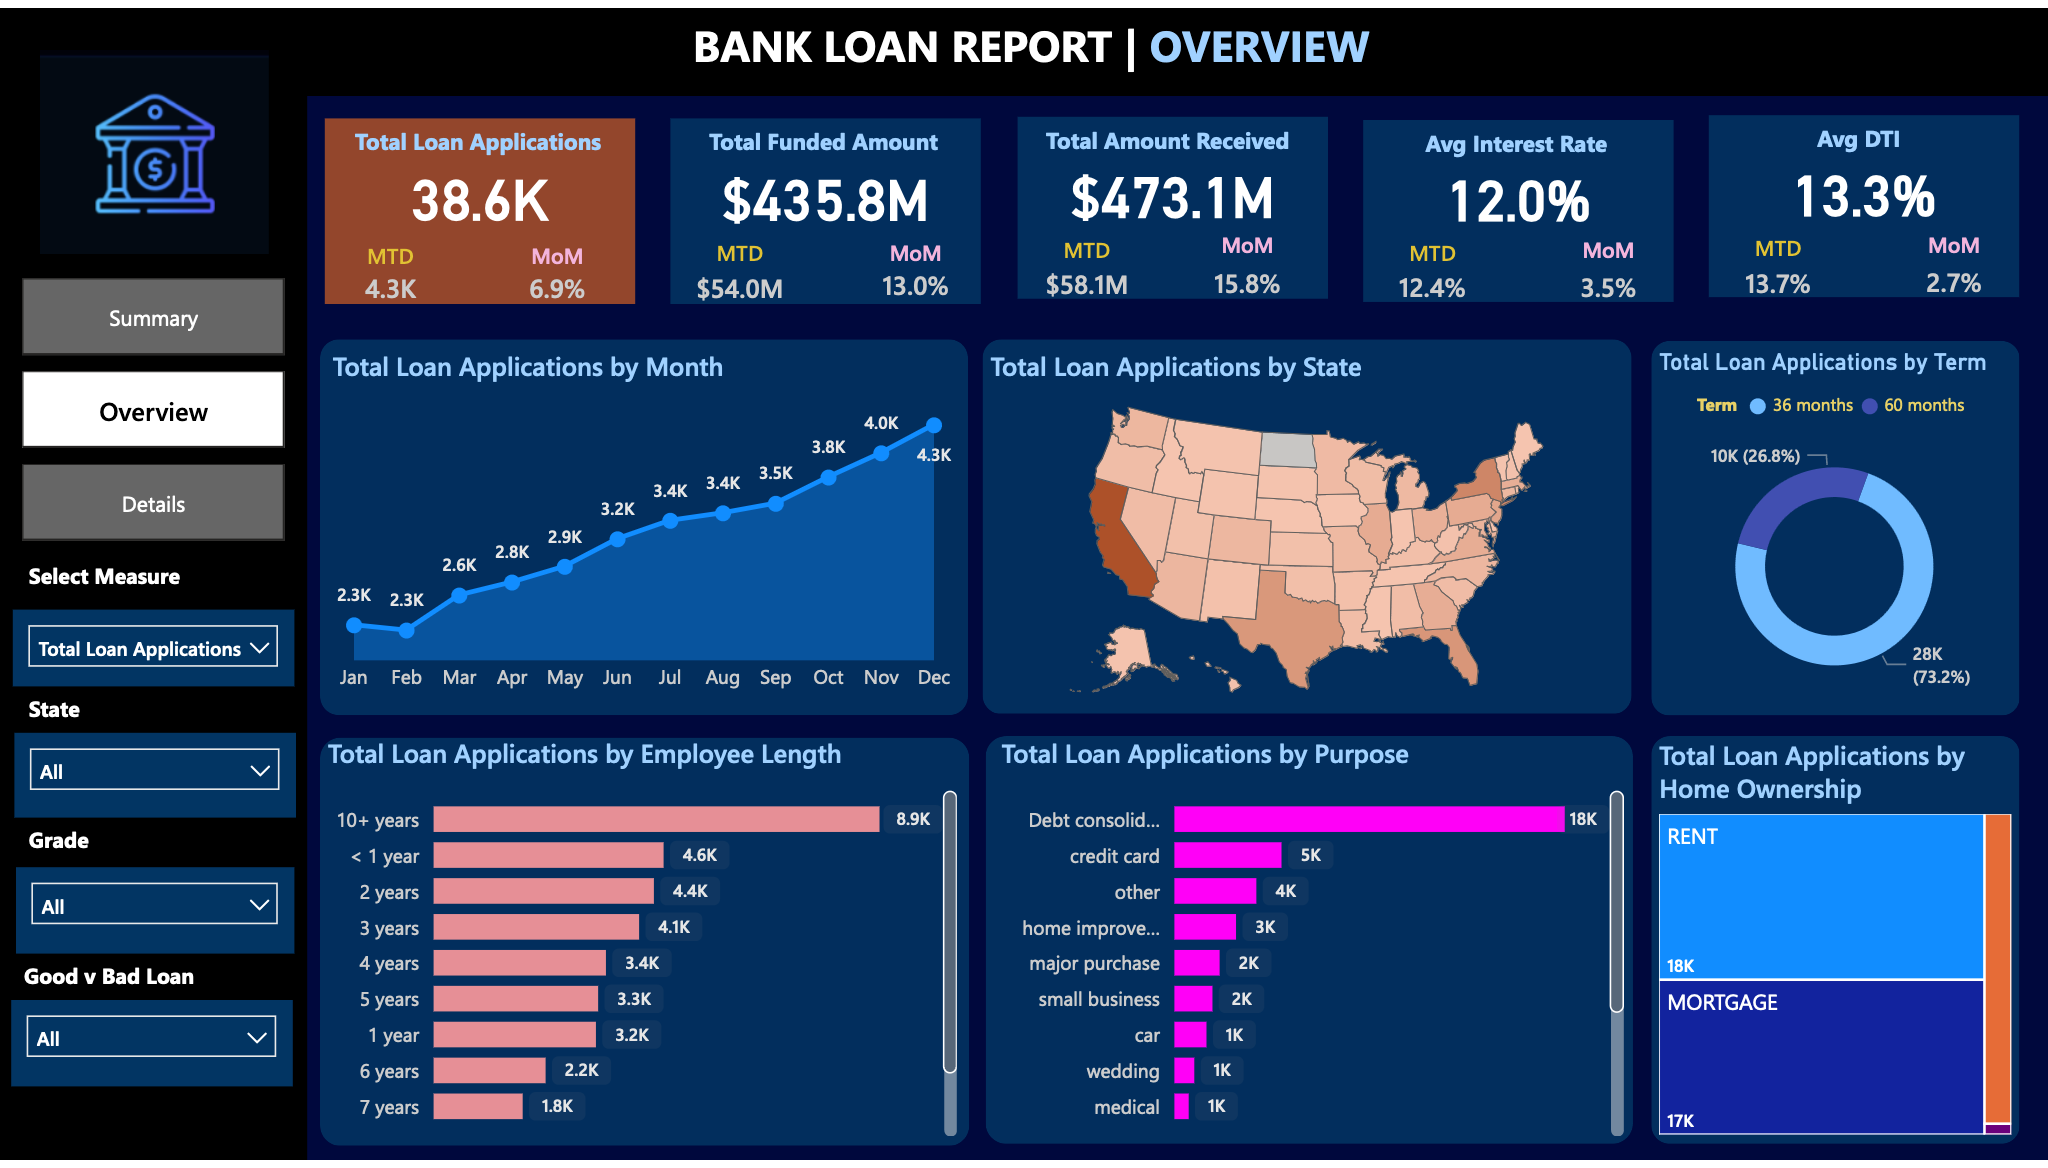 BANK LOAN REPORT | OVERVIEW
$
Summary
Overview
Details
Select Measure
Total Loan Applications
State
All
Grade
All
Good v Bad Loan
All
Total Loan Applications
38.6K
MTD MoM
4.3K 6.9%
Total Funded Amount
$435.8M
MTD MoM
$54.0M 13.0%
Total Amount Received
$473.1M
MTD MoM
$58.1M 15.8%
Avg Interest Rate
12.0%
MTD MoM
12.4% 3.5%
Avg DTI
13.3%
MTD MoM
13.7% 2.7%
Total Loan Applications by Month
2.3K 2.3K 2.6K 2.8K 2.9K 3.2K 3.4K 3.4K 3.5K 3.8K 4.0K 4.3K
Jan Feb Mar Apr May Jun Jul Aug Sep Oct Nov Dec
Total Loan Applications by State
Total Loan Applications by Term
Term 36 months 60 months
10K (26.8%)
28K
(73.2%)
Total Loan Applications by Employee Length
10+ years 8.9K
< 1 year 4.6K
2 years 4.4K
3 years 4.1K
4 years 3.4K
5 years 3.3K
1 year 3.2K
6 years 2.2K
7 years 1.8K
Total Loan Applications by Purpose
Debt consolid... 18K
credit card 5K
other 4K
home improve... 3K
major purchase 2K
small business 2K
car 1K
wedding 1K
medical 1K
Total Loan Applications by
Home Ownership
RENT
18K
MORTGAGE
17K